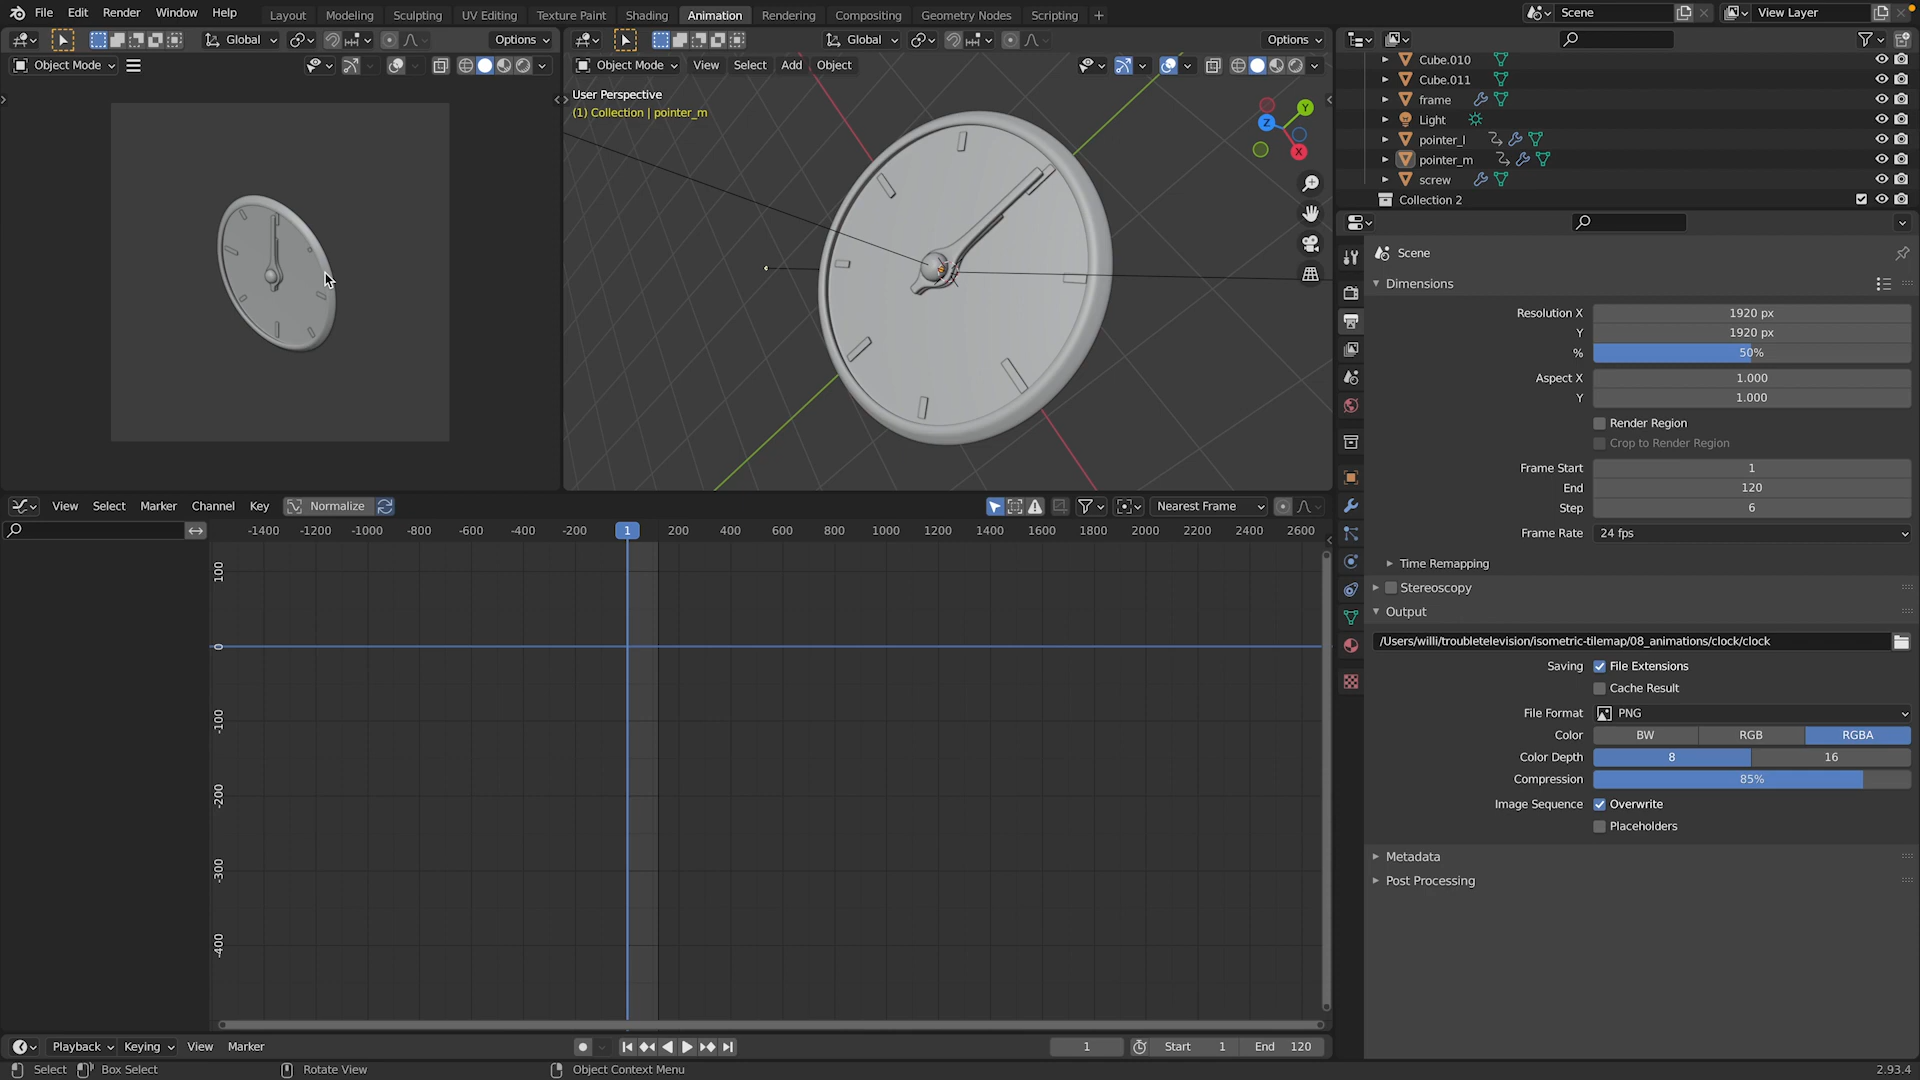 File Edit Render Window Help Layout Modeling Sculpting UV Editing Texture Paint Shading Animation Rendering Compositing Geometry Nodes Scripting + Scene View Layer
Global Options Global Options
Object Mode Object Mode View Select Add Object
User Perspective
(1) Collection | pointer_m
Y
Z
X
Cube.010
Cube.011
frame
Light
pointer_l
pointer_m
screw
Collection 2
Scene
Dimensions
Resolution X 1920 px
Y 1920 px
% 50%
Aspect X 1.000
Y 1.000
Render Region
Crop to Render Region
Frame Start 1
End 120
Step 6
Frame Rate 24 fps
Time Remapping
Stereoscopy
Output
/Users/willi/troubletelevision/isometric-tilemap/08_animations/clock/clock
Saving File Extensions
Cache Result
File Format PNG
Color BW RGB RGBA
Color Depth 8 16
Compression 85%
Image Sequence Overwrite
Placeholders
Metadata
Post Processing
View Select Marker Channel Key Normalize Nearest Frame
-1400 -1200 -1000 -800 -600 -400 -200 1 200 400 600 800 1000 1200 1400 1600 1800 2000 2200 2400 2600
100
0
-100
-200
-300
-400
Playback Keying View Marker 1 Start 1 End 120
Select Box Select Rotate View Object Context Menu 2.93.4